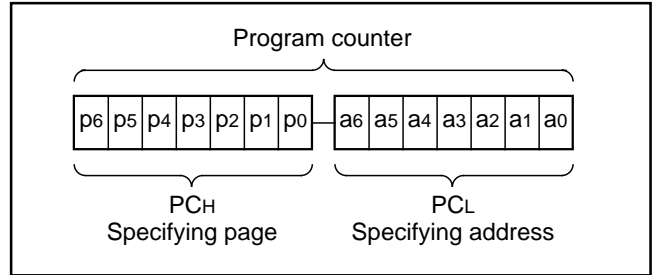 Program counter
p6 p5 p4 p3 p2 p1 p0 a6 a5 a4 a3 a2 a1 a0
PCH PCL
Specifying page Specifying address